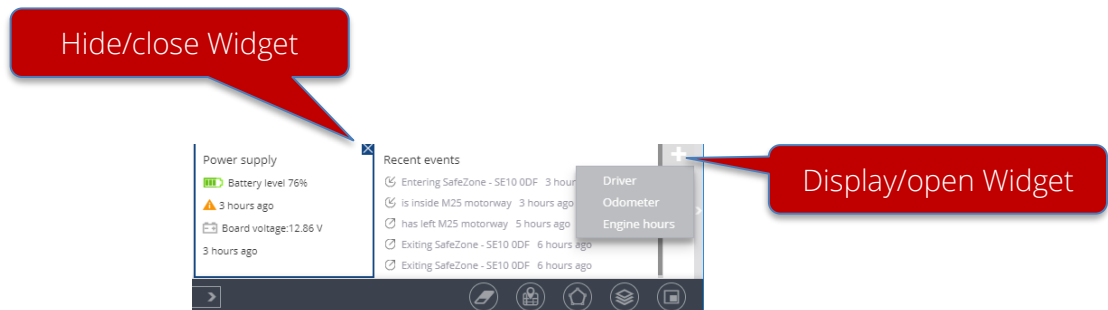 Hide/close Widget
Power supply
Battery level 76%
3 hours ago
Board voltage:12.86 V
3 hours ago
Recent events
Entering SafeZone - SE10 0DF 3 hour
is inside M25 motorway 3 hours ago
has left M25 motorway 5 hours ago
Exiting SafeZone - SE10 0DF 6 hours ago
Exiting SafeZone - SE10 0DF 6 hours ago
Driver
Odometer
Engine hours
Display/open Widget